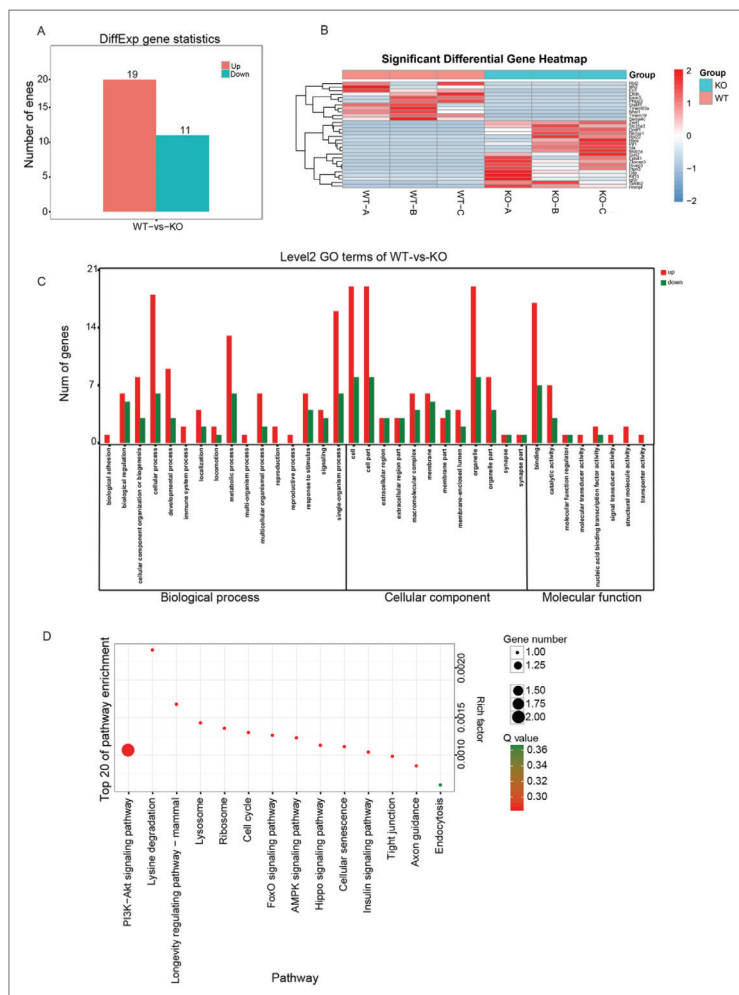 A
DiffExp gene statistics
Up
Down
Number of enes
20
15
10
5
0
19
11
WT-vs-KO
B
Significant Differential Gene Heatmap
Group
WT-A
WT-B
WT-C
KO-A
KO-B
KO-C
2
1
0
−1
−2
Group
KO
WT
Level2 GO terms of WT-vs-KO
C
up
down
Num of genes
21
14
7
0
biological adhesion
biological regulation
cellular component organization or biogenesis
cellular process
developmental process
immune system process
localization
locomotion
metabolic process
multi-organism process
multicellular organismal process
reproduction
reproductive process
response to stimulus
signaling
single-organism process
cell
cell part
extracellular region
extracellular region part
macromolecular complex
membrane
membrane part
membrane-enclosed lumen
organelle
organelle part
synapse
synapse part
binding
catalytic activity
molecular function regulator
molecular transducer activity
nucleic acid binding transcription factor activity
signal transducer activity
structural molecule activity
transporter activity
Biological process
Cellular component
Molecular function
D
Top 20 of pathway enrichment
0.0020
0.0015
0.0010
Rich factor
PI3K−Akt signaling pathway
Lysine degradation
Longevity regulating pathway − mammal
Lysosome
Ribosome
Cell cycle
FoxO signaling pathway
AMPK signaling pathway
Hippo signaling pathway
Cellular senescence
Insulin signaling pathway
Tight junction
Axon guidance
Endocytosis
Pathway
Gene number
1.00
1.25
1.50
1.75
2.00
Q value
0.36
0.34
0.32
0.30